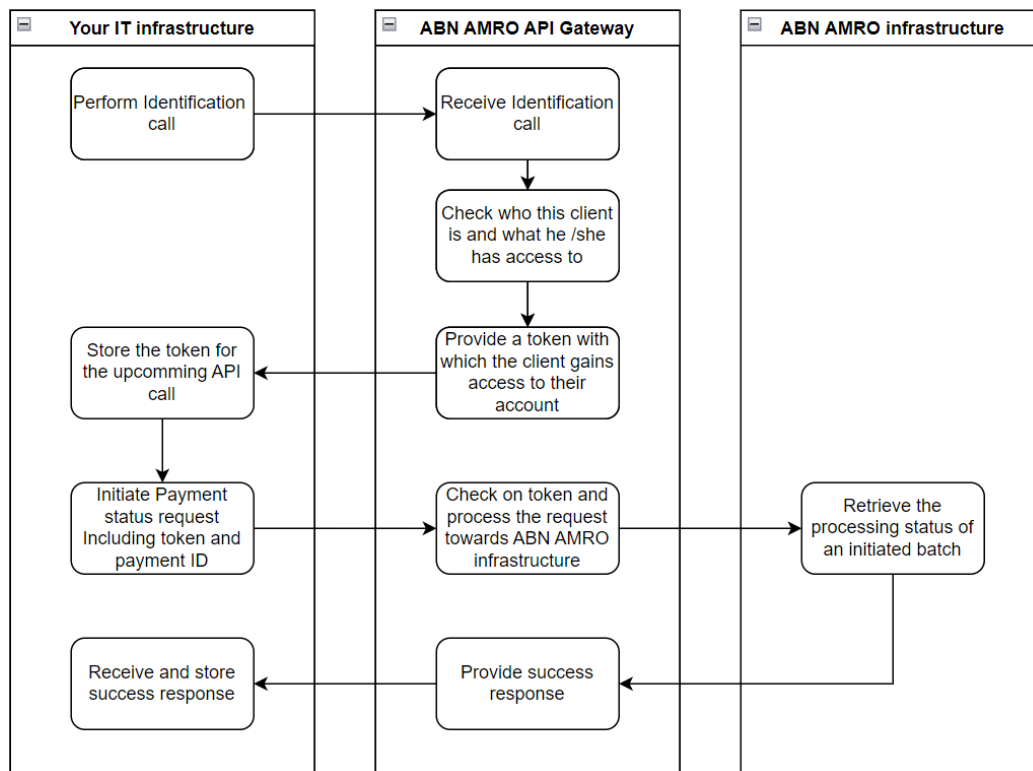 Your IT infrastructure
ABN AMRO API Gateway
ABN AMRO infrastructure
Perform Identification
call
Receive Identification
call
Check who this client
is and what he /she
has access to
Store the token for
the upcomming API
call
Provide a token with
which the client gains
access to their
account
Initiate Payment
status request
Including token and
payment ID
Check on token and
process the request
towards ABN AMRO
infrastructure
Retrieve the
processing status of
an initiated batch
Receive and store
success response
Provide success
response